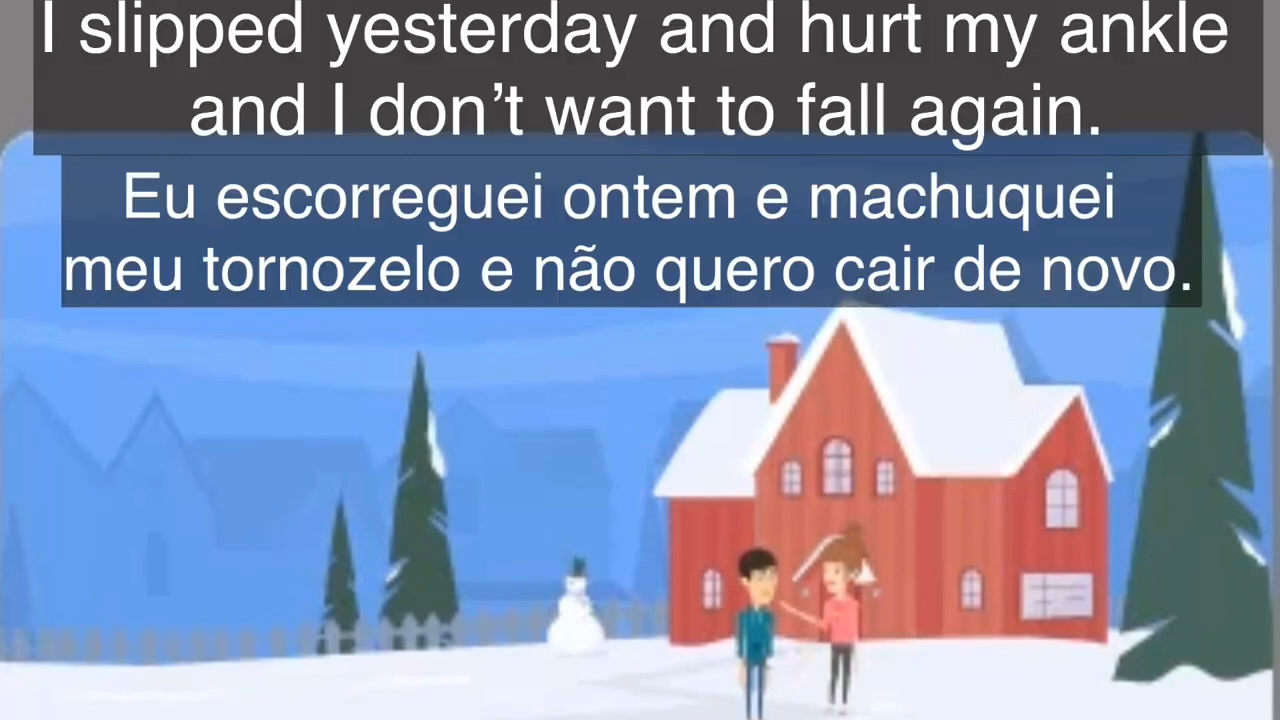 I slipped yesterday and hurt my ankle
and I don’t want to fall again.
Eu escorreguei ontem e machuquei
meu tornozelo e não quero cair de novo.